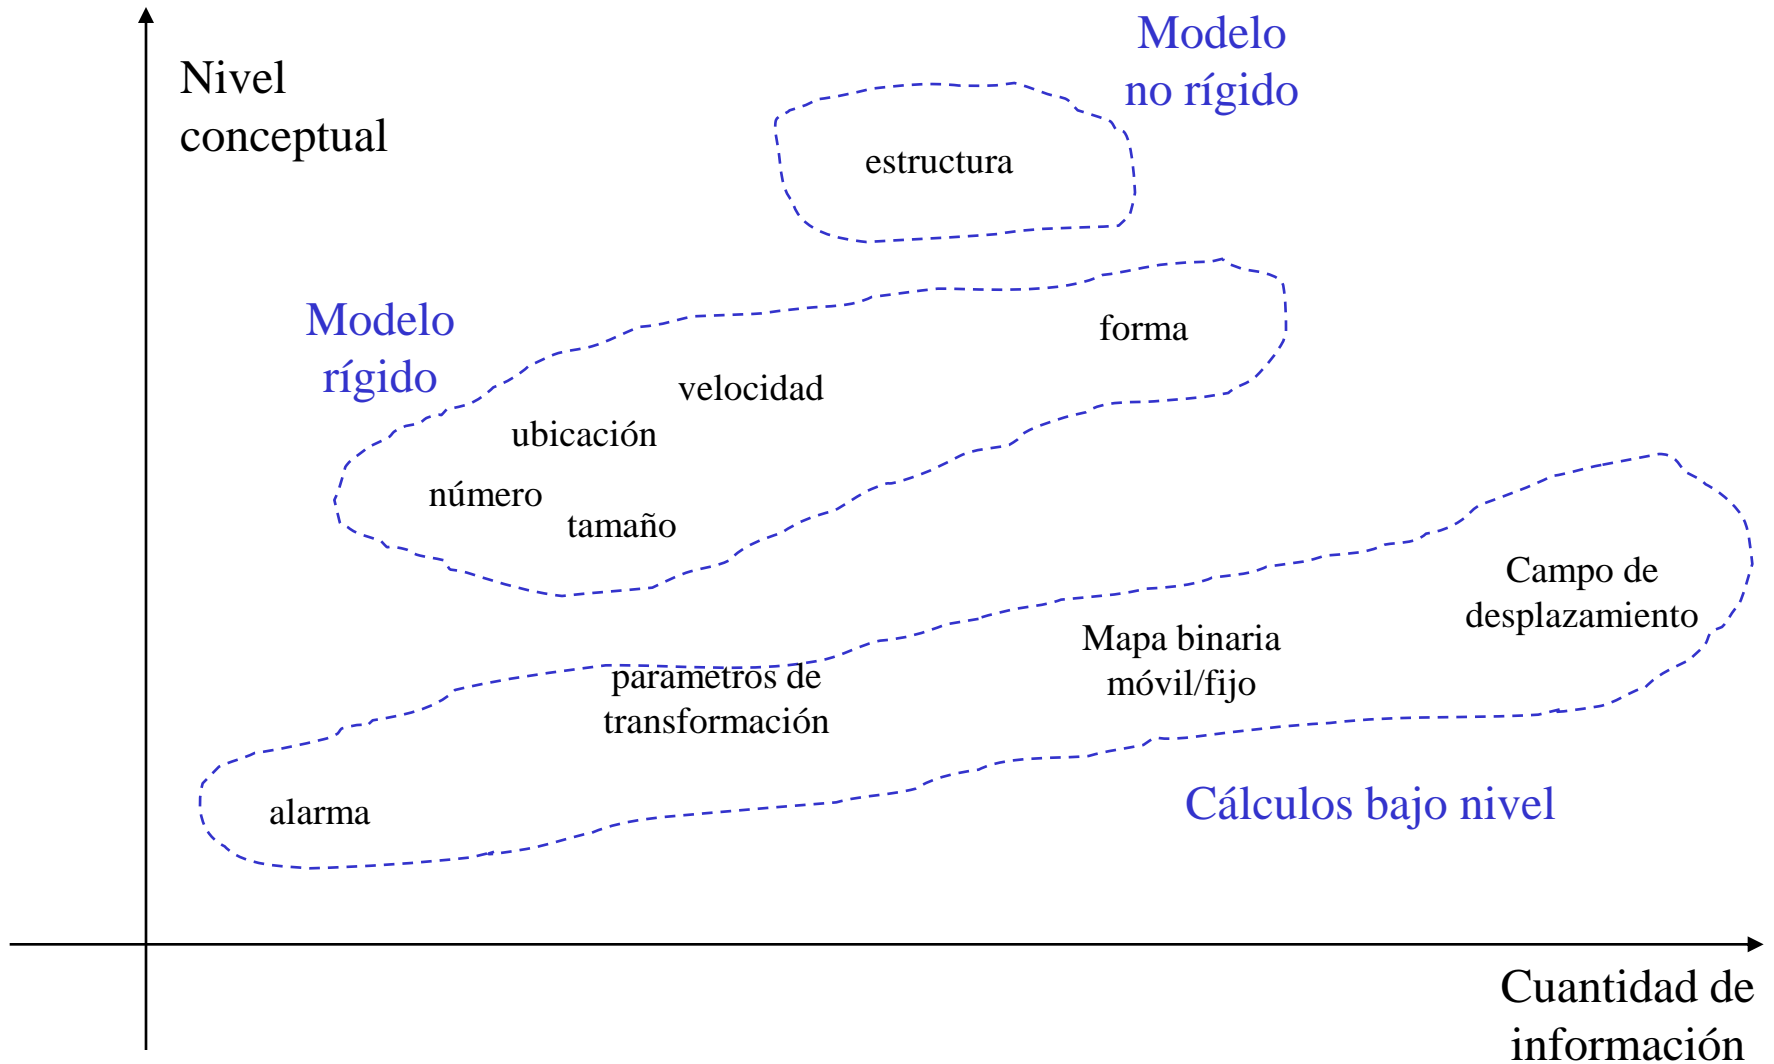 Modelo
no rígido
Nivel
conceptual
estructura
Modelo
rígido
forma
velocidad
ubicación
número
tamaño
Campo de
desplazamiento
Mapa binaria
móvil/fijo
parametros de
transformación
alarma
Cálculos bajo nivel
Cuantidad de
información